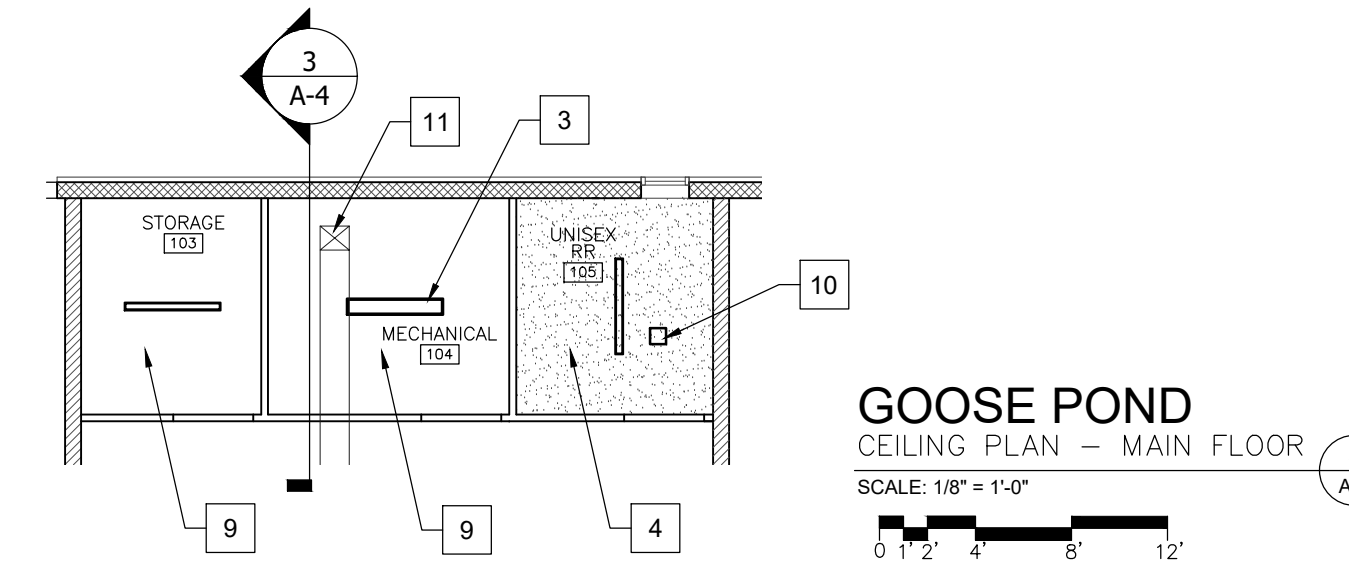 3
A-4
11
3
STORAGE
103
UNISEX
RR
105
10
MECHANICAL
104
9
9
4
GOOSE POND
CEILING PLAN – MAIN FLOOR
SCALE: 1/8" = 1'-0"
0 1' 2' 4' 8' 12'